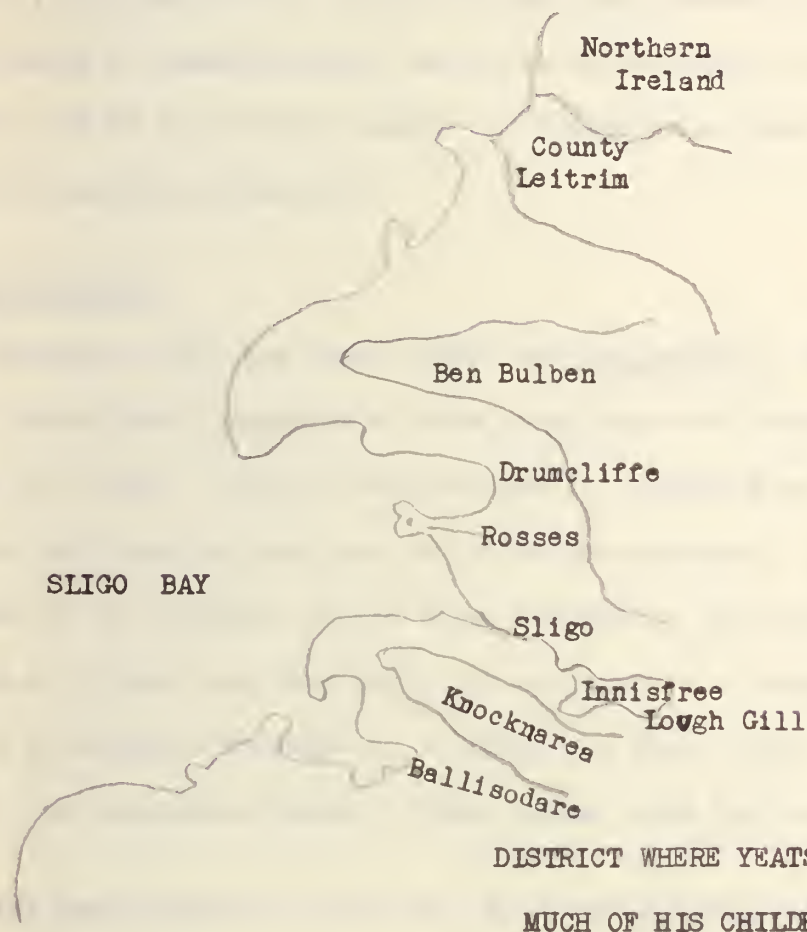 Northern
Ireland
County
Leitrim
Ben Bulben
Drumcliffe
Rosses
SLIGO BAY
Sligo
Innisfree
Lough Gill
Knocknarea
Ballisodare
DISTRICT WHERE YEATS
MUCH OF HIS